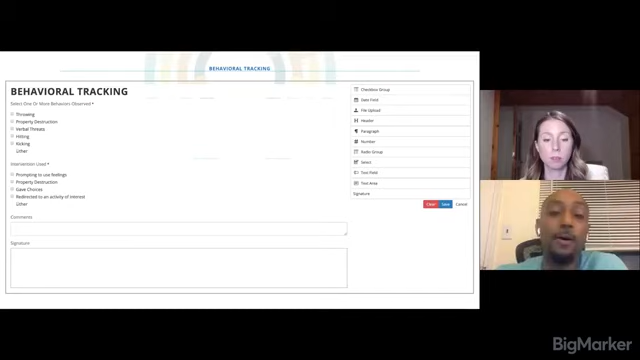 BEHAVIORAL TRACKING
BEHAVIORAL TRACKING
Select One Or More Behaviors Observed *
Throwing
Property Destruction
Verbal Threats
Hitting
Kicking
Other
Intervention Used *
Prompting to use feelings
Property Destruction
Gave Choices
Redirected to an activity of interest
Other
Comments
Signature
Checkbox Group
Date Field
File Upload
Header
Paragraph
Number
Radio Group
Select
Text Field
Text Area
Signature
Clear Save Cancel
BigMarker